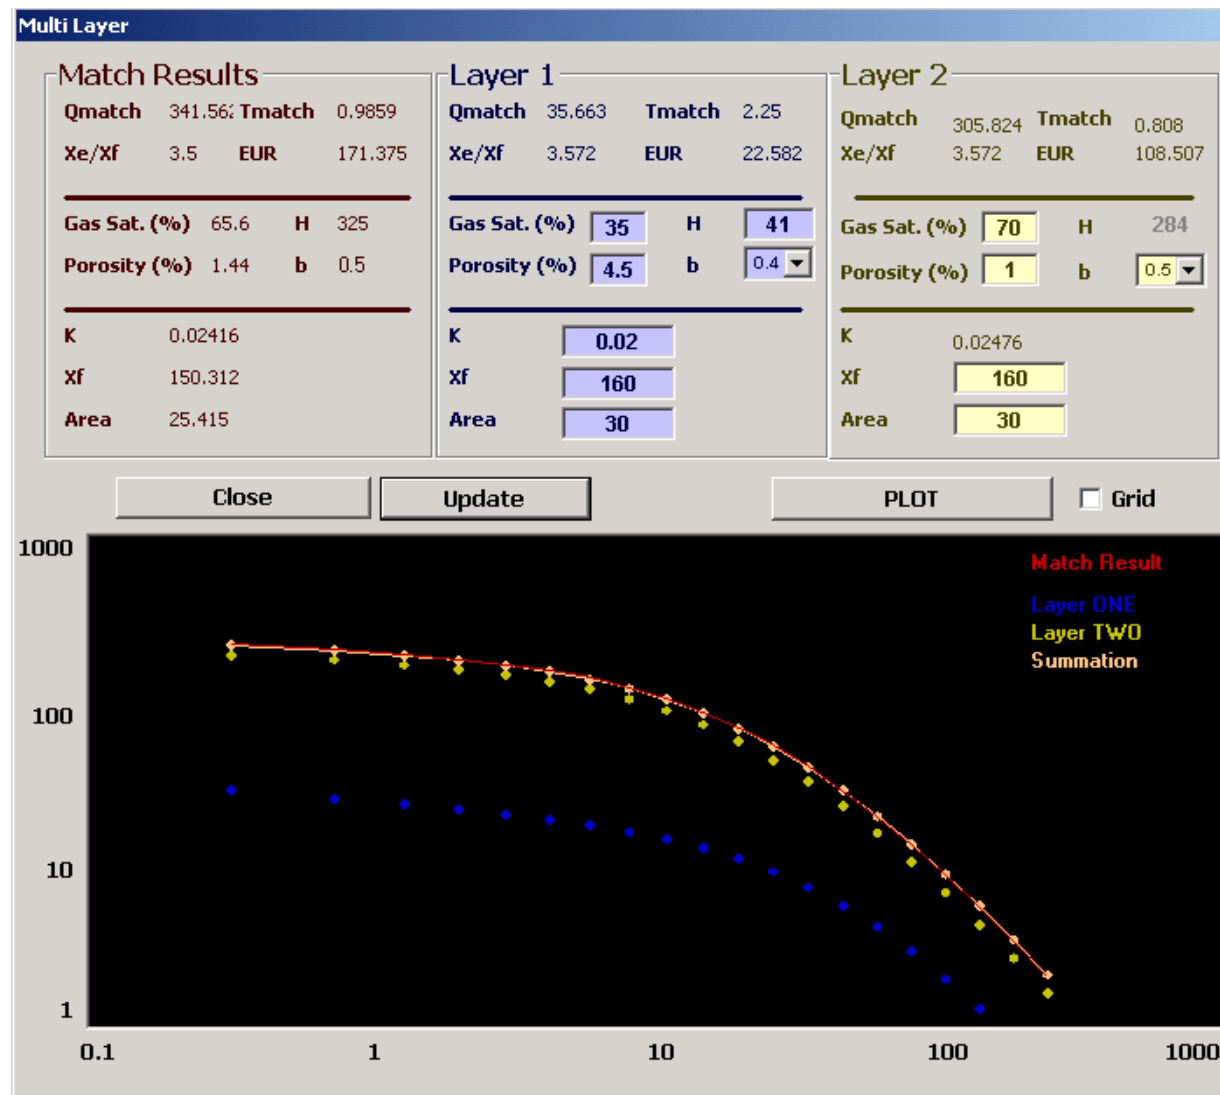 Multi Layer
Match Results
Qmatch 341.562 Tmatch 0.9859
Xe/Xf 3.5 EUR 171.375
Gas Sat. (%) 65.6 H 325
Porosity (%) 1.44 b 0.5
K 0.02416
Xf 150.312
Area 25.415
Layer 1
Qmatch 35.663 Tmatch 2.25
Xe/Xf 3.572 EUR 22.582
Gas Sat. (%) 35 H 41
Porosity (%) 4.5 b 0.4
K 0.02
Xf 160
Area 30
Layer 2
Qmatch 305.824 Tmatch 0.808
Xe/Xf 3.572 EUR 108.507
Gas Sat. (%) 70 H 284
Porosity (%) 1 b 0.5
K 0.02476
Xf 160
Area 30
Close Update PLOT Grid
Match Result
Layer ONE
Layer TWO
Summation
1000
100
10
1
0.1 1 10 100 1000